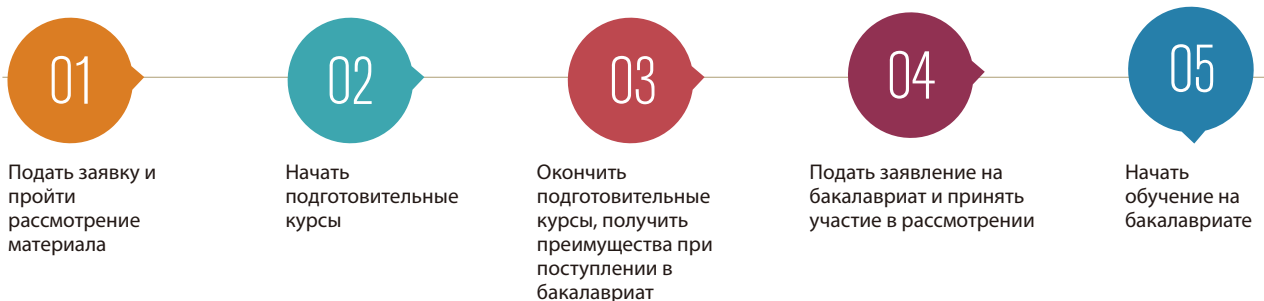 01
Подать заявку и
пройти
рассмотрение
материала
02
Начать
подготовительные
курсы
03
Окончить
подготовительные
курсы, получить
преимущества при
поступлении в
бакалавриат
04
Подать заявление на
бакалавриат и принять
участие в рассмотрении
05
Начать
обучение на
бакалавриате